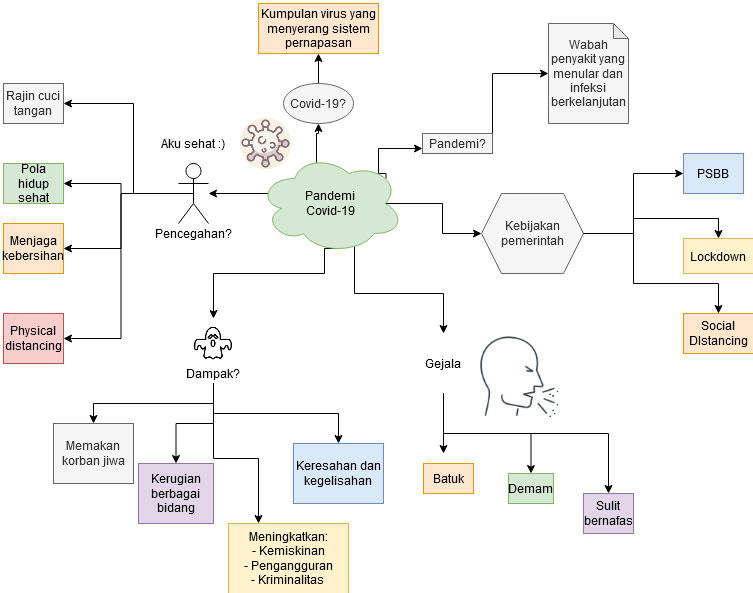 Kumpulan virus yang
menyerang sistem
pernapasan
Wabah
penyakit yang
menular dan
infeksi
berkelanjutan
Rajin cuci
tangan
Covid-19?
Aku sehat :)
Pandemi?
Pola
hidup
sehat
PSBB
Pandemi
Covid-19
Kebijakan
pemerintah
Pencegahan?
Menjaga
kebersihan
Lockdown
Physical
distancing
Social
DIstancing
Dampak?
Gejala
Memakan
korban jiwa
Kerugian
berbagai
bidang
Keresahan dan
kegelisahan
Batuk
Demam
Sulit
bernafas
Meningkatkan:
- Kemiskinan
- Pengangguran
- Kriminalitas